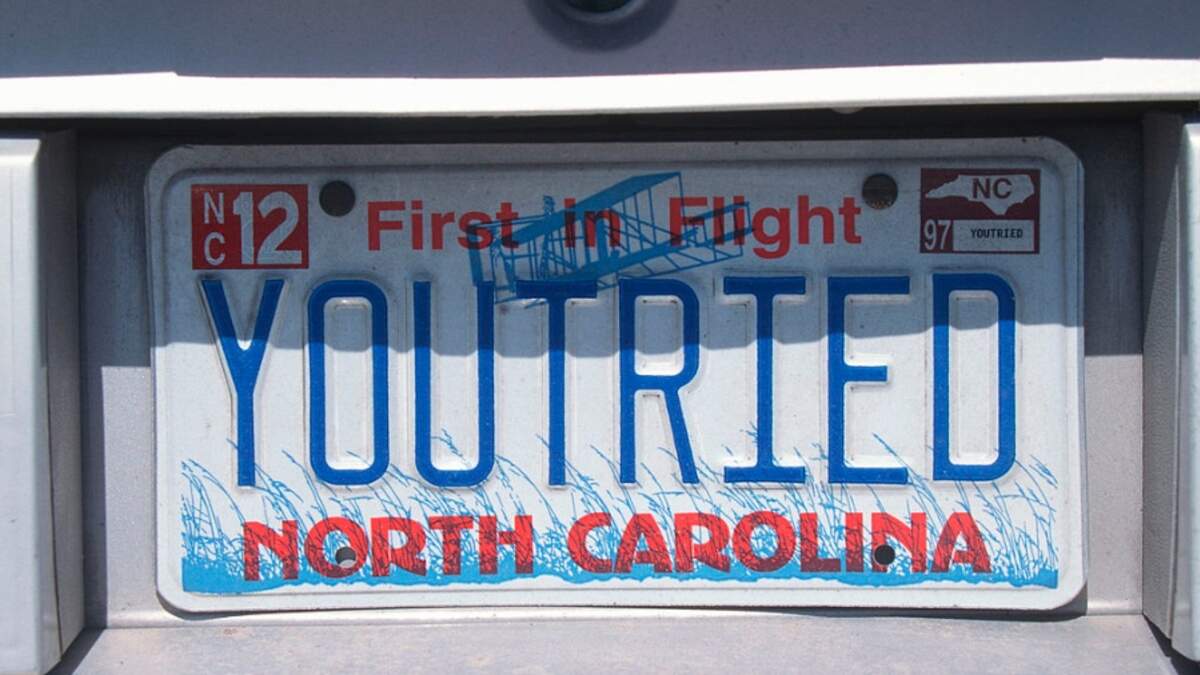 NC 12
First in Flight
NC
97 YOUTRIED
YOUTRIED
NORTH CAROLINA